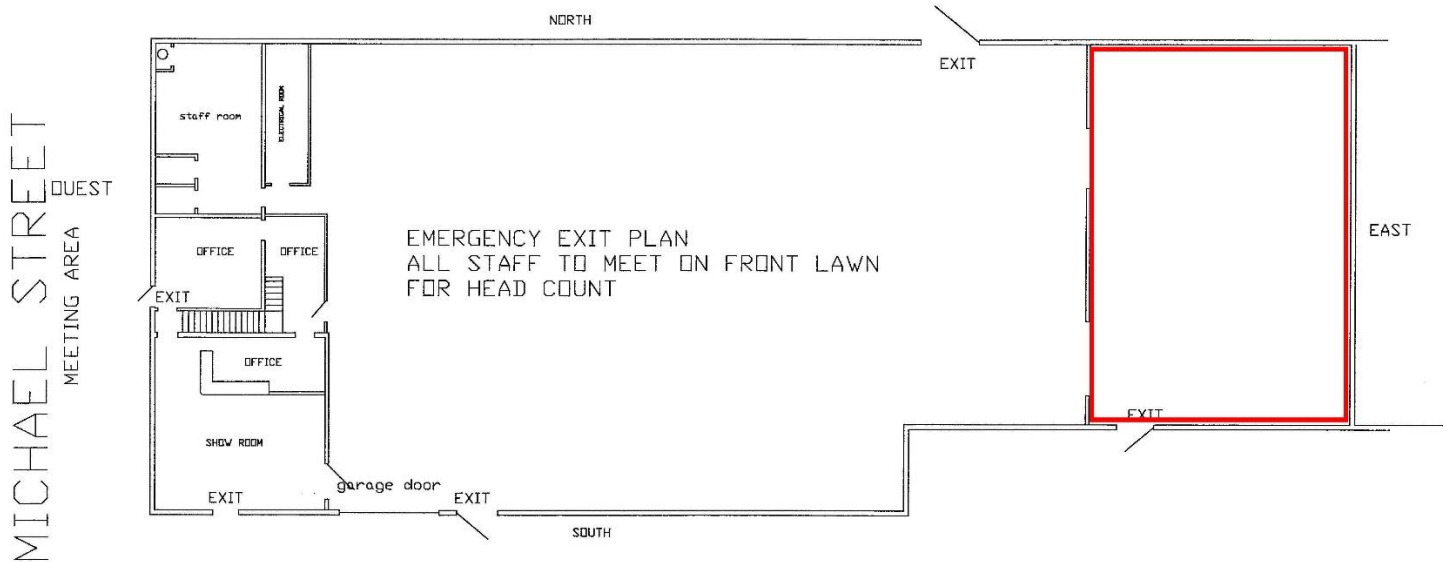 NORTH
EXIT
staff room
ELECTRICAL ROOM
MICHAEL STREET
OUEST
MEETING AREA
OFFICE
OFFICE
EXIT
EMERGENCY EXIT PLAN
ALL STAFF TO MEET ON FRONT LAWN
FOR HEAD COUNT
EAST
OFFICE
SHOW ROOM
EXIT
garage door
EXIT
EXIT
SOUTH